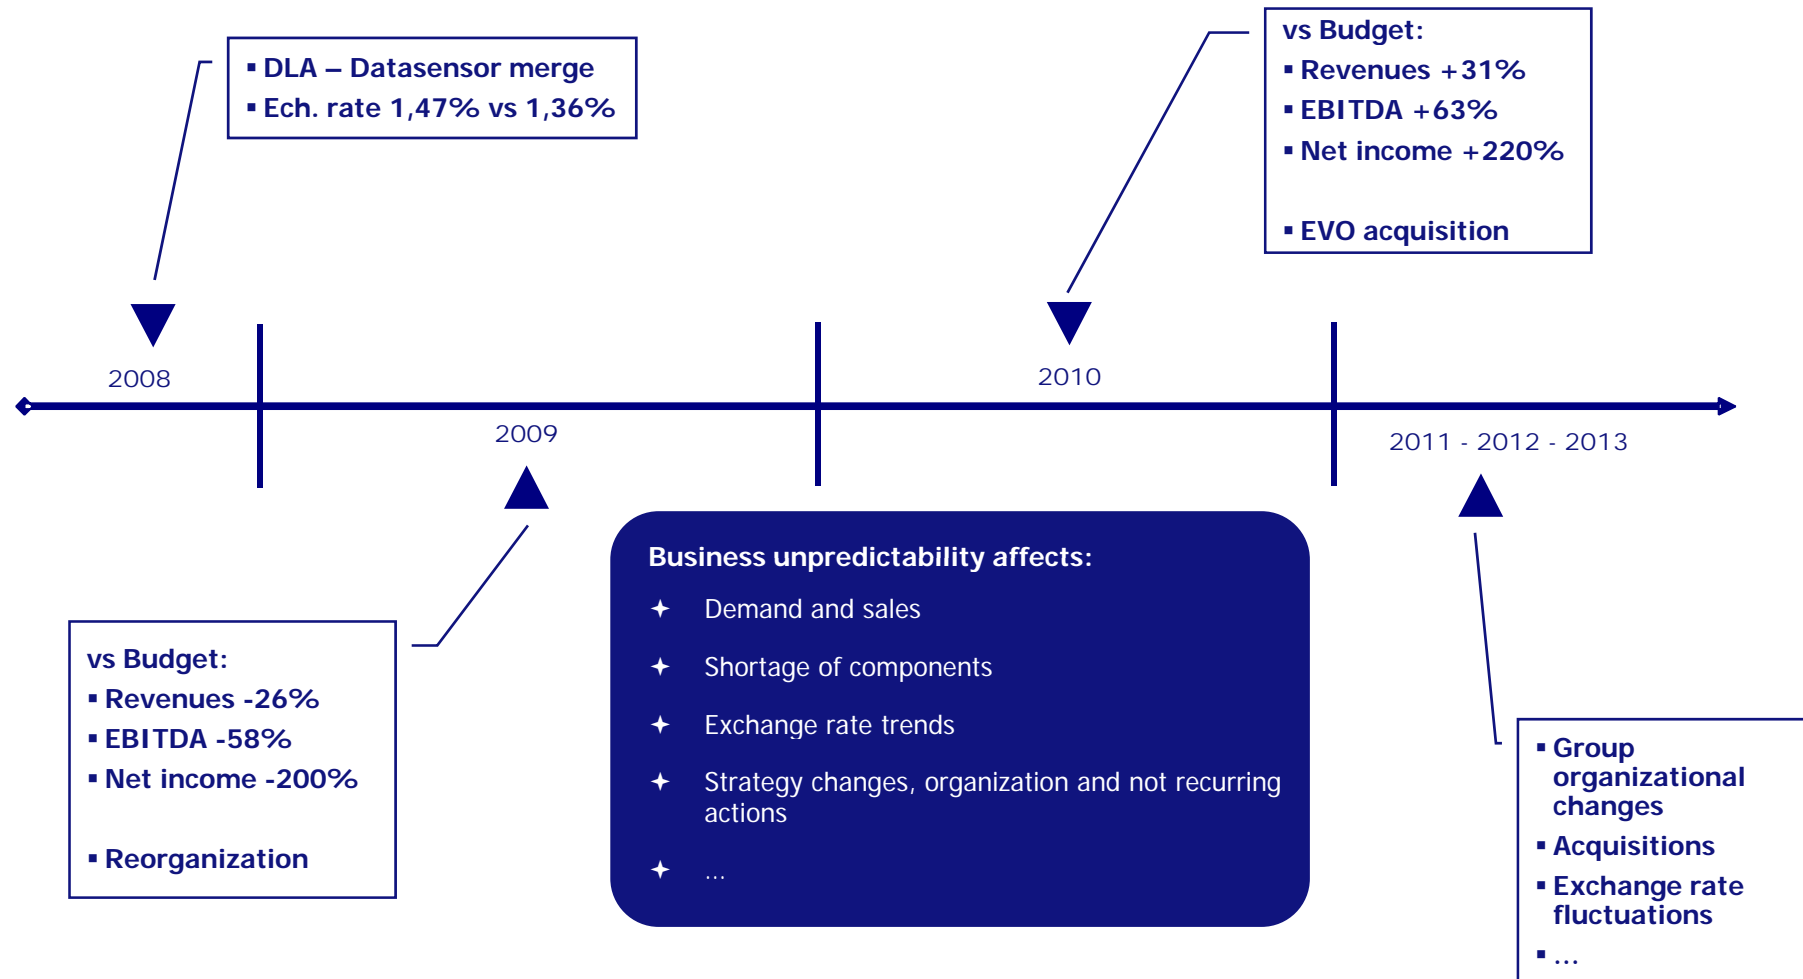 ▪ DLA – Datasensor merge
▪ Ech. rate 1,47% vs 1,36%
vs Budget:
▪ Revenues +31%
▪ EBITDA +63%
▪ Net income +220%
▪ EVO acquisition
2008
2010
2009
2011 - 2012 - 2013
vs Budget:
▪ Revenues -26%
▪ EBITDA -58%
▪ Net income -200%
▪ Reorganization
Business unpredictability affects:
Demand and sales
Shortage of components
Exchange rate trends
Strategy changes, organization and not recurring
actions
...
▪ Group
organizational
changes
▪ Acquisitions
▪ Exchange rate
fluctuations
▪ ...